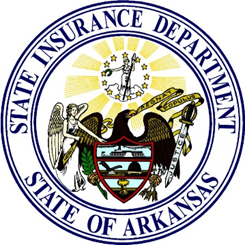 STATE INSURANCE DEPARTMENT
STATE OF ARKANSAS